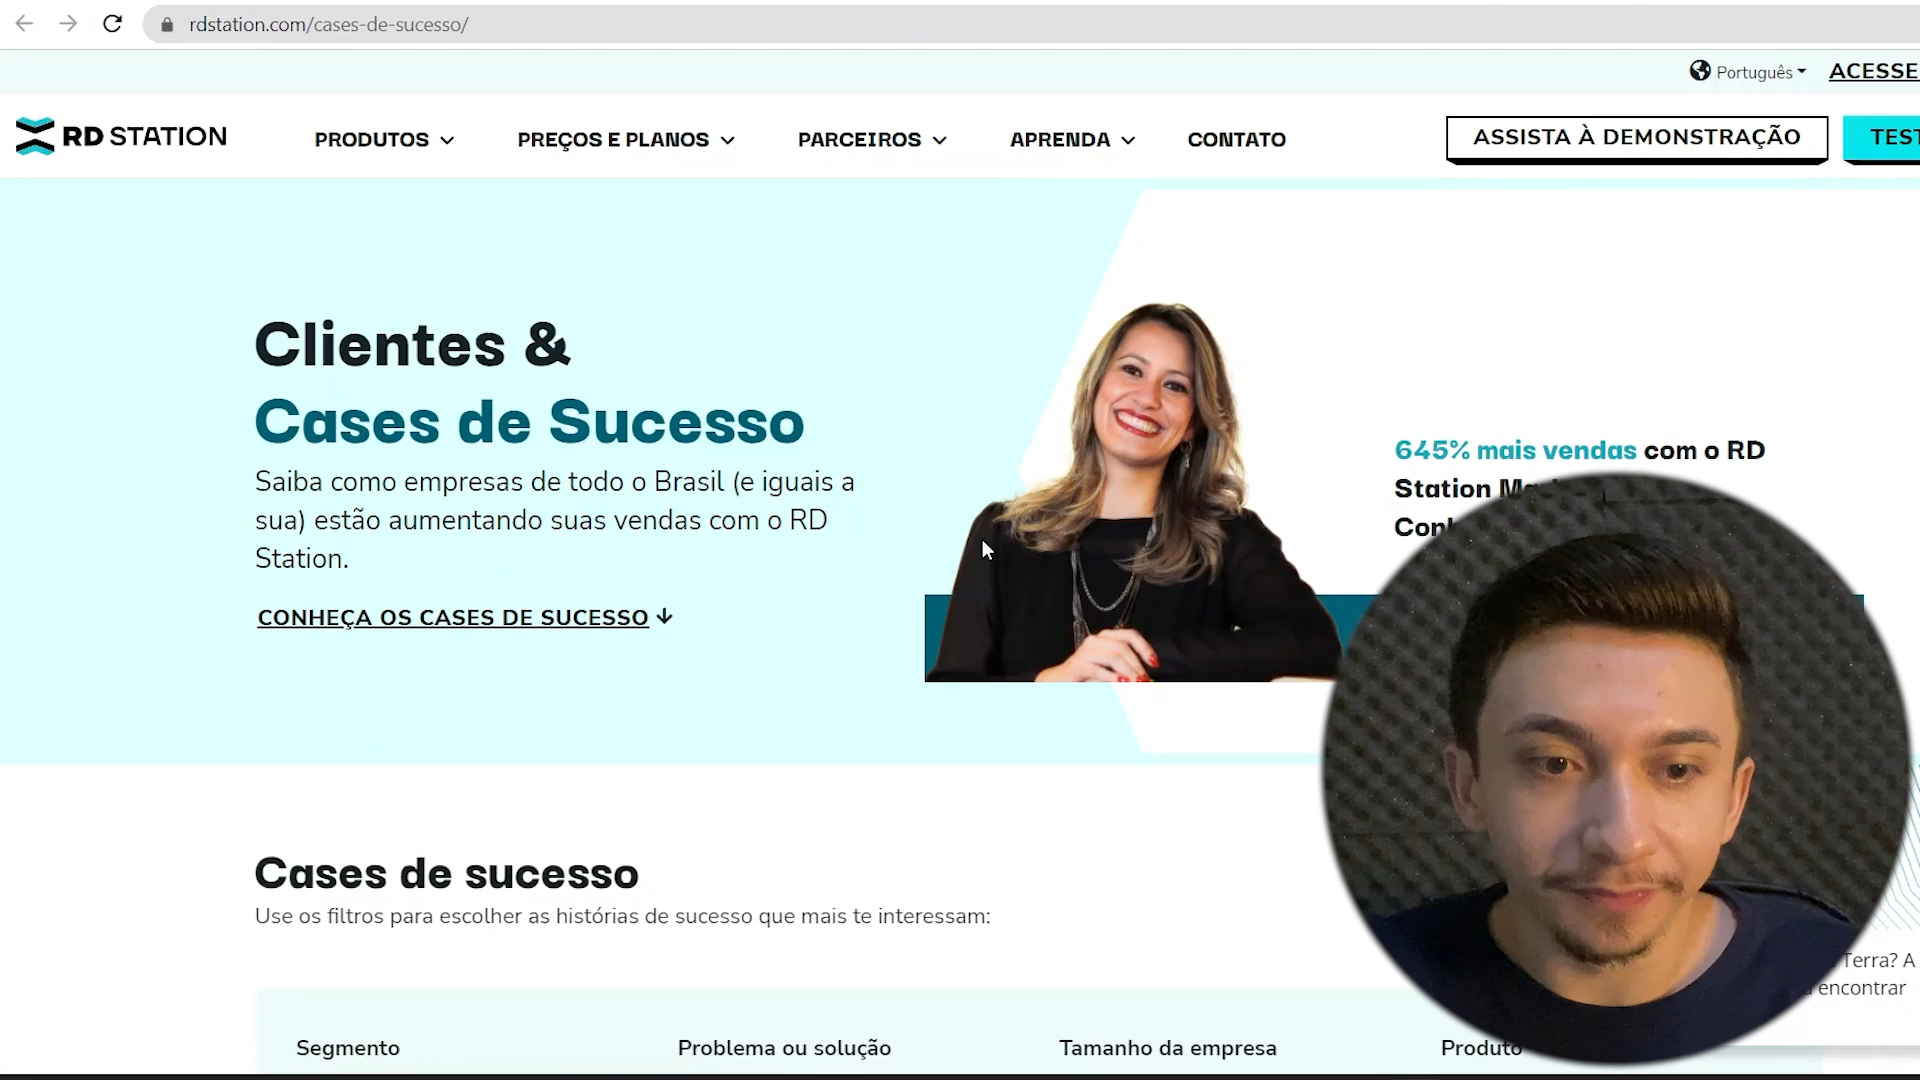 rdstation.com/cases-de-sucesso/
Português
ACESSE
RD STATION
PRODUTOS
PREÇOS E PLANOS
PARCEIROS
APRENDA
CONTATO
ASSISTA À DEMONSTRAÇÃO
TEST
Clientes &
Cases de Sucesso
Saiba como empresas de todo o Brasil (e iguais a
sua) estão aumentando suas vendas com o RD
Station.
CONHEÇA OS CASES DE SUCESSO
645% mais vendas com o RD
Station
Cases de sucesso
Use os filtros para escolher as histórias de sucesso que mais te interessam:
Terra? A
encontrar
Segmento
Problema ou solução
Tamanho da empresa
Produto